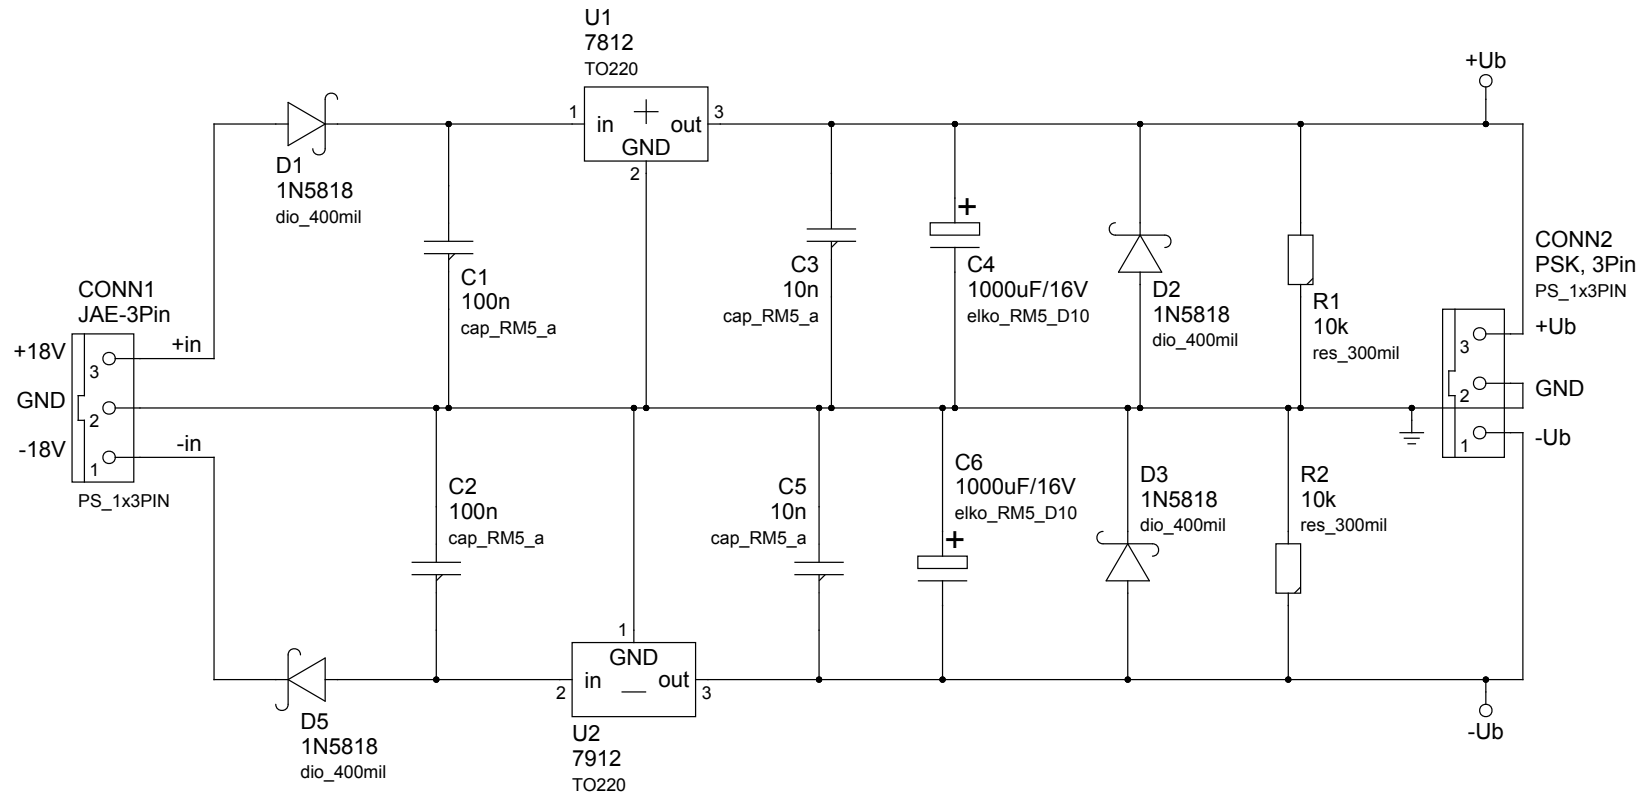 U1
7812
TO220
+Ub
1
in
+
out
3
GND
2
D1
1N5818
dio_400mil
+
C1
100n
cap_RM5_a
C3
10n
cap_RM5_a
C4
1000uF/16V
elko_RM5_D10
D2
1N5818
dio_400mil
R1
10k
res_300mil
CONN2
PSK, 3Pin
PS_1x3PIN
+Ub
3
GND
2
-Ub
1
CONN1
JAE-3Pin
+18V
+in
3
GND
2
-18V
-in
1
PS_1x3PIN
C2
100n
cap_RM5_a
C5
10n
cap_RM5_a
C6
1000uF/16V
elko_RM5_D10
+
D3
1N5818
dio_400mil
R2
10k
res_300mil
1
GND
in
out
2
3
D5
1N5818
dio_400mil
U2
7912
TO220
-Ub